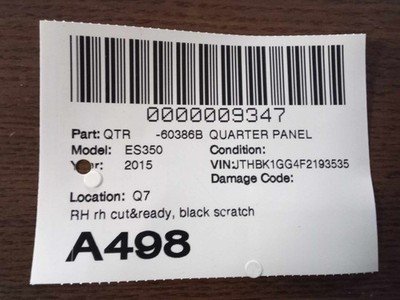 0000009347
Part: QTR -60386B QUARTER PANEL
Model: ES350 Condition:
Year: 2015 VIN:JTHBK1GG4F2193535
Damage Code:
Location: Q7
RH rh cut&ready, black scratch
A498